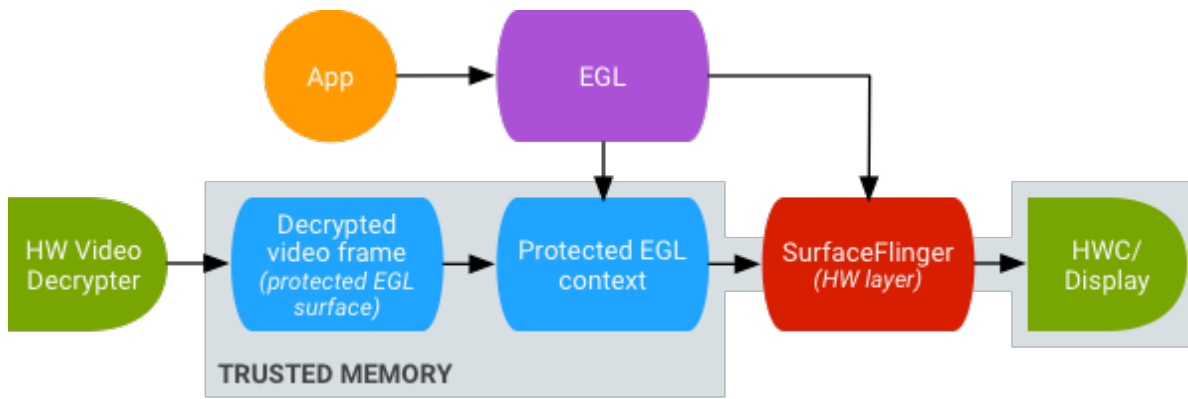 App
EGL
HW Video
Decrypter
Decrypted
video frame
(protected EGL
surface)
Protected EGL
context
SurfaceFlinger
(HW layer)
HWC/
Display
TRUSTED MEMORY